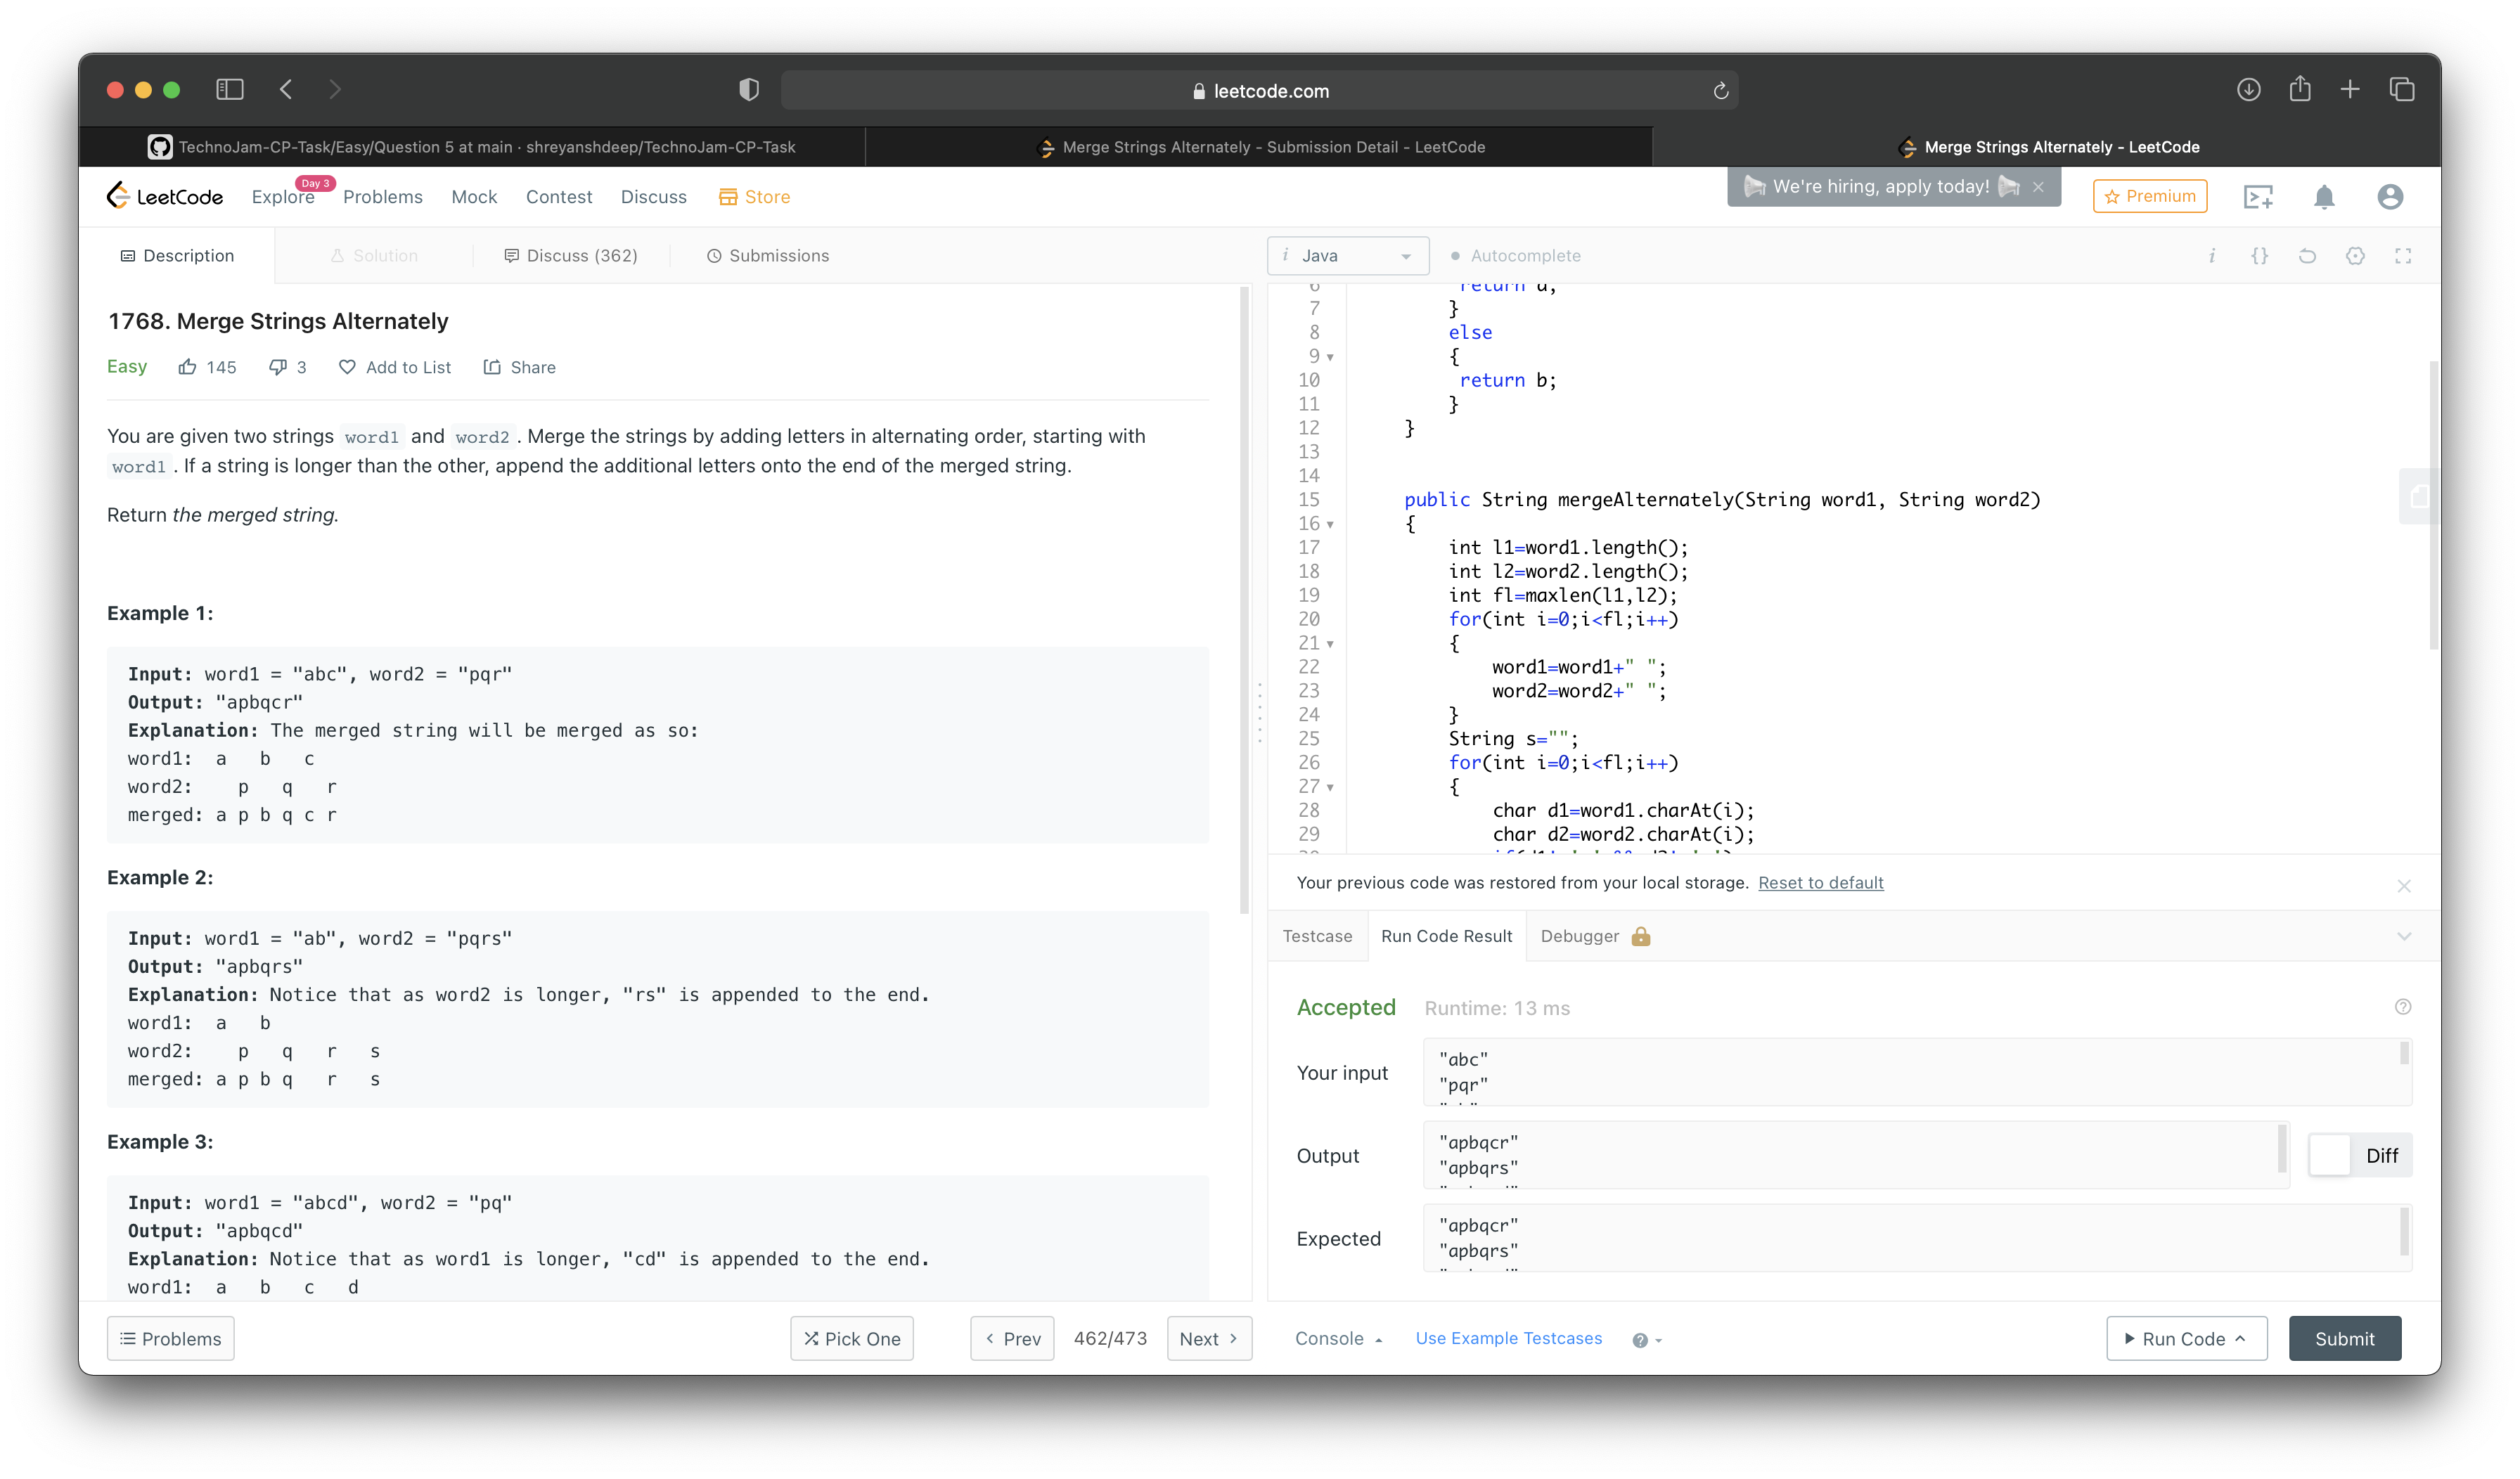 leetcode.com
TechnoJam-CP-Task/Easy/Question 5 at main · shreyanshdeep/TechnoJam-CP-Task
Merge Strings Alternately - Submission Detail - LeetCode
Merge Strings Alternately - LeetCode
LeetCode
Explore
Day 3
Problems
Mock
Contest
Discuss
Store
We're hiring, apply today!
Premium
Description
Solution
Discuss (362)
Submissions
1768. Merge Strings Alternately
Easy 145 3 Add to List Share
You are given two strings word1 and word2. Merge the strings by adding letters in alternating order, starting with
word1. If a string is longer than the other, append the additional letters onto the end of the merged string.
Return the merged string.
Example 1:
Input: word1 = "abc", word2 = "pqr"
Output: "apbqcr"
Explanation: The merged string will be merged as so:
word1:  a   b   c
word2:    p   q   r
merged: a p b q c r
Example 2:
Input: word1 = "ab", word2 = "pqrs"
Output: "apbqrs"
Explanation: Notice that as word2 is longer, "rs" is appended to the end.
word1:  a   b
word2:    p   q   r   s
merged: a p b q   r   s
Example 3:
Input: word1 = "abcd", word2 = "pq"
Output: "apbqcd"
Explanation: Notice that as word1 is longer, "cd" is appended to the end.
word1:  a   b   c   d
Problems
Pick One
Prev
462/473
Next
i Java
Autocomplete
i {}
6 return a;
7 }
8 else
9 {
10 return b;
11 }
12 }
13
14
15 public String mergeAlternately(String word1, String word2)
16 {
17 int l1=word1.length();
18 int l2=word2.length();
19 int fl=maxlen(l1,l2);
20 for(int i=0;i<fl;i++)
21 {
22 word1=word1+" ";
23 word2=word2+" ";
24 }
25 String s="";
26 for(int i=0;i<fl;i++)
27 {
28 char d1=word1.charAt(i);
29 char d2=word2.charAt(i);
Your previous code was restored from your local storage. Reset to default
Testcase
Run Code Result
Debugger
Accepted Runtime: 13 ms
Your input
"abc"
"pqr"
Output
"apbqcr"
"apbqrs"
Diff
Expected
"apbqcr"
"apbqrs"
Console
Use Example Testcases
Run Code
Submit